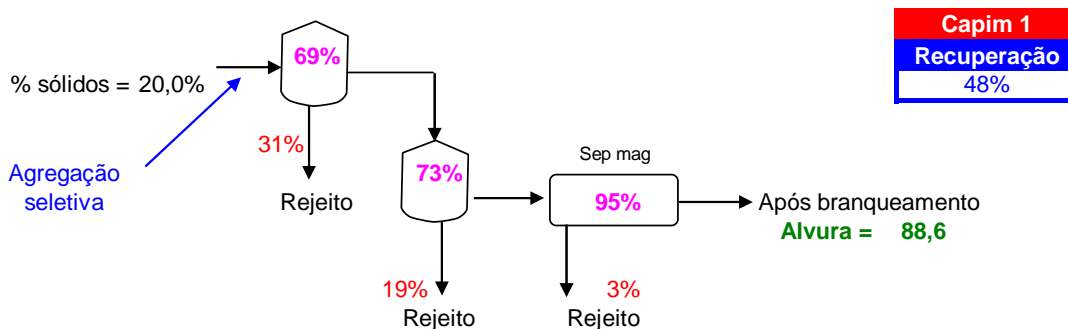 Capim 1
Recuperação
48%
69%
% sólidos = 20,0%
31%
Agregação
seletiva
Rejeito
73%
Sep mag
95%
Após branqueamento
Alvura = 88,6
19%
Rejeito
3%
Rejeito